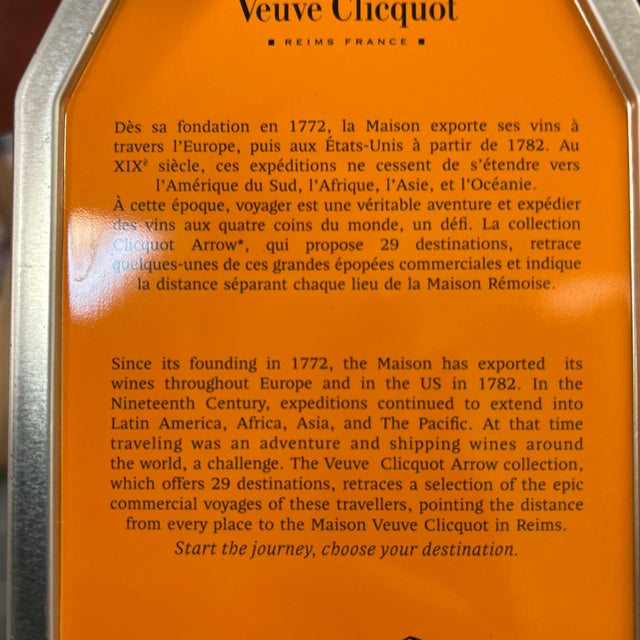 Veuve Clicquot
▪ REIMS FRANCE ▪
Dès sa fondation en 1772, la Maison exporte ses vins à
travers l'Europe, puis aux États-Unis à partir de 1782. Au
XIXè siècle, ces expéditions ne cessent de s'étendre vers
l'Amérique du Sud, l'Afrique, l'Asie, et l'Océanie.
À cette époque, voyager est une véritable aventure et expédier
des vins aux quatre coins du monde, un défi. La collection
Clicquot Arrow*, qui propose 29 destinations, retrace
quelques-unes de ces grandes épopées commerciales et indique
la distance séparant chaque lieu de la Maison Rémoise.
Since its founding in 1772, the Maison has exported its
wines throughout Europe and in the US in 1782. In the
Nineteenth Century, expeditions continued to extend into
Latin America, Africa, Asia, and The Pacific. At that time
traveling was an adventure and shipping wines around
the world, a challenge. The Veuve Clicquot Arrow collection,
which offers 29 destinations, retraces a selection of the epic
commercial voyages of these travellers, pointing the distance
from every place to the Maison Veuve Clicquot in Reims.
Start the journey, choose your destination.